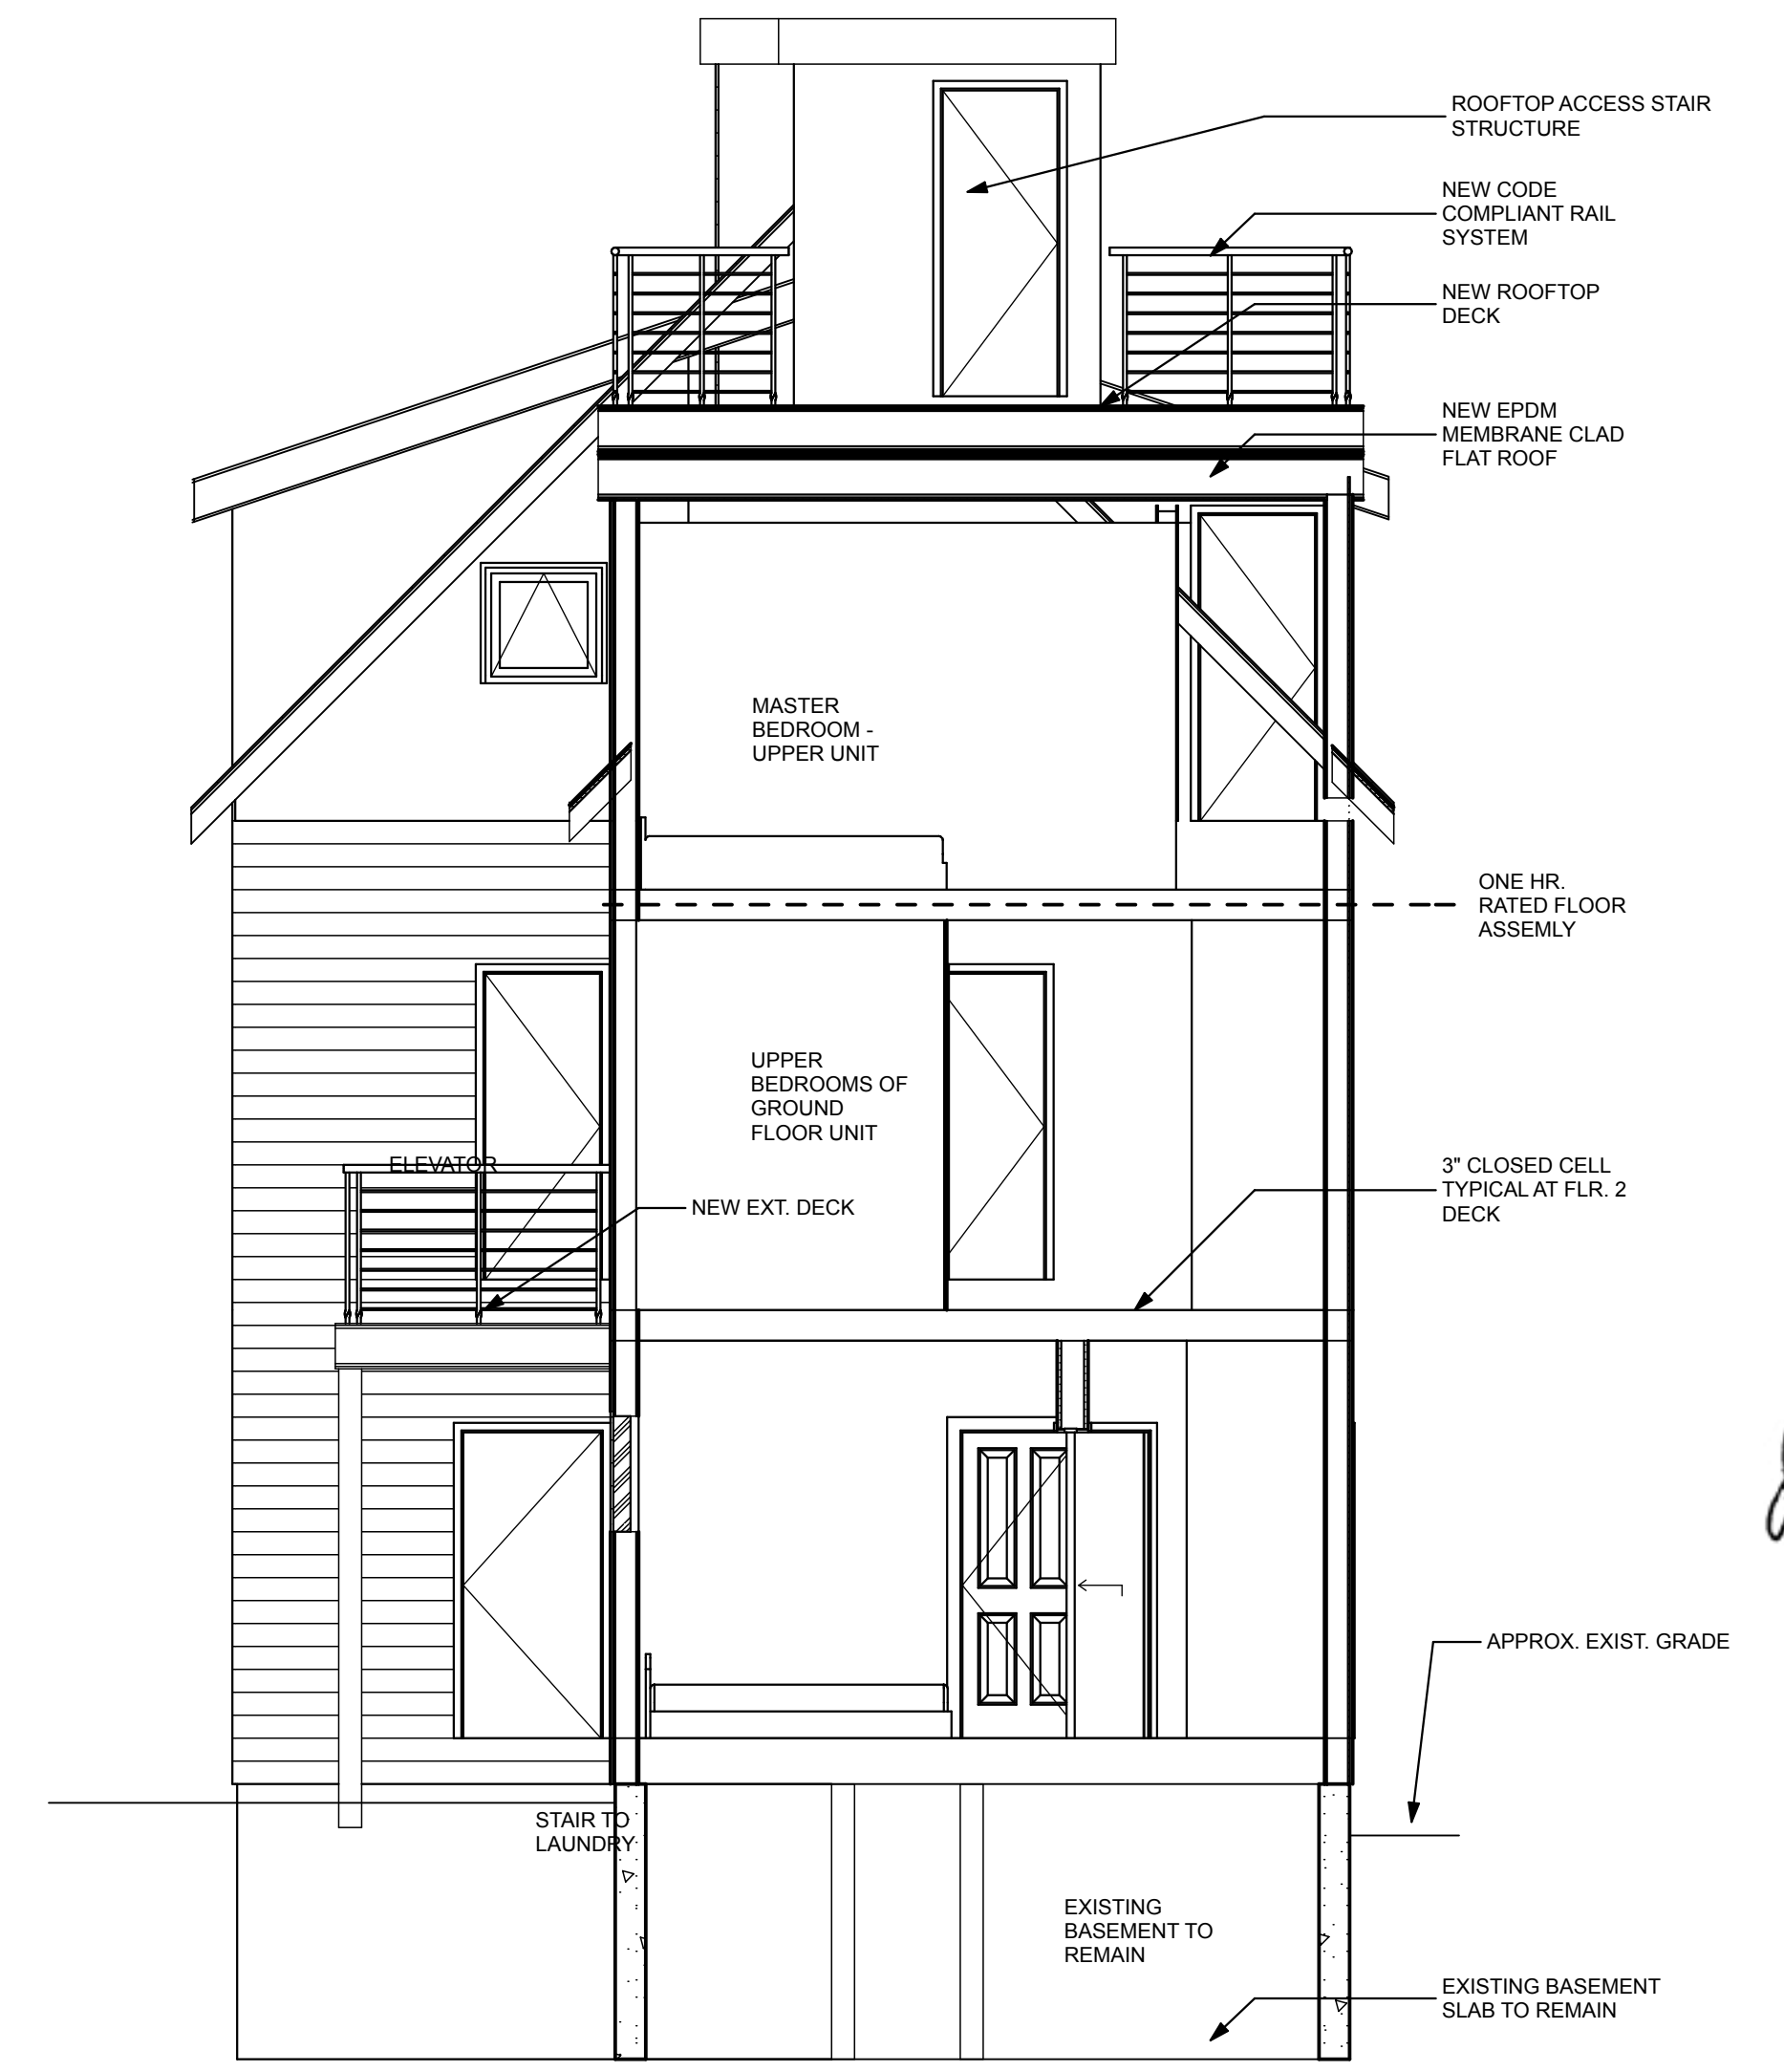 ROOFTOP ACCESS STAIR
STRUCTURE
NEW CODE
COMPLIANT RAIL
SYSTEM
NEW ROOFTOP
DECK
NEW EPDM
MEMBRANE CLAD
FLAT ROOF
MASTER
BEDROOM -
UPPER UNIT
ONE HR.
RATED FLOOR
ASSEMLY
UPPER
BEDROOMS OF
GROUND
FLOOR UNIT
ELEVATOR
NEW EXT. DECK
3" CLOSED CELL
TYPICAL AT FLR. 2
DECK
APPROX. EXIST. GRADE
STAIR TO
LAUNDRY
EXISTING
BASEMENT TO
REMAIN
EXISTING BASEMENT
SLAB TO REMAIN